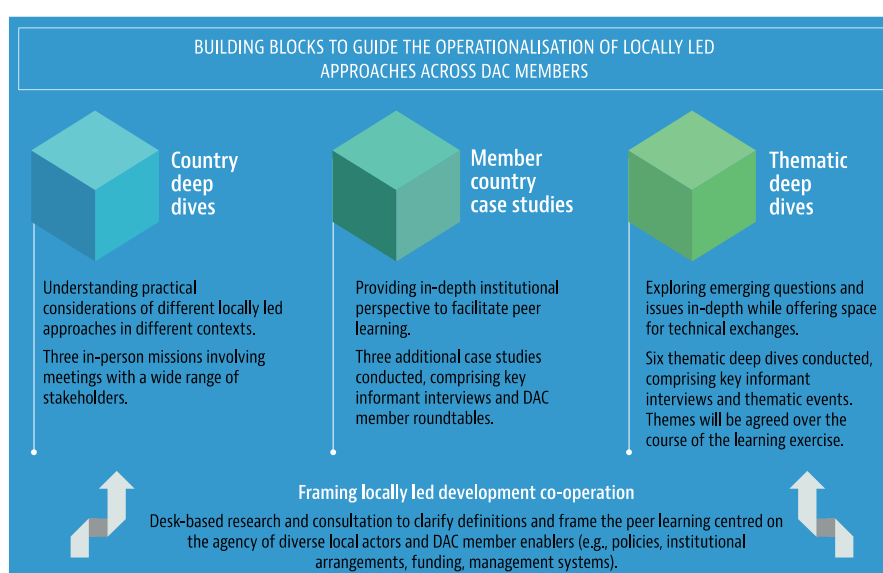 BUILDING BLOCKS TO GUIDE THE OPERATIONALISATION OF LOCALLY LED
APPROACHES ACROSS DAC MEMBERS
Country
deep
dives
Understanding practical
considerations of different locally led
approaches in different contexts.
Three in-person missions involving
meetings with a wide range of
stakeholders.
Member
country
case studies
Providing in-depth institutional
perspective to facilitate peer
learning.
Three additional case studies
conducted, comprising key
informant interviews and DAC
member roundtables.
Thematic
deep
dives
Exploring emerging questions and
issues in-depth while offering space
for technical exchanges.
Six thematic deep dives conducted,
comprising key informant
interviews and thematic events.
Themes will be agreed over the
course of the learning exercise.
Framing locally led development co-operation
Desk-based research and consultation to clarify definitions and frame the peer learning centred on
the agency of diverse local actors and DAC member enablers (e.g., policies, institutional
arrangements, funding, management systems).